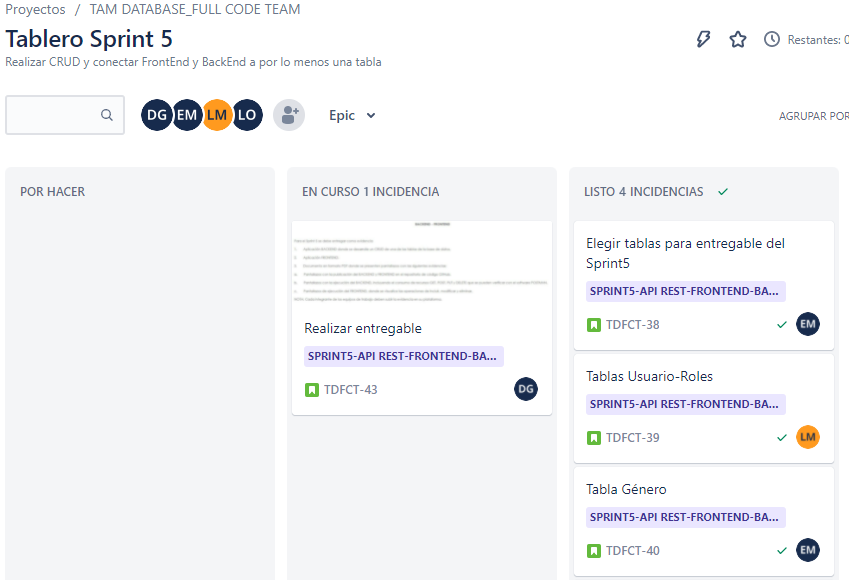 Proyectos / TAM DATABASE_FULL CODE TEAM
Tablero Sprint 5
Restantes: 0
Realizar CRUD y conectar FrontEnd y BackEnd a por lo menos una tabla
DG EM LM LO
Epic
AGRUPAR POR
POR HACER
EN CURSO 1 INCIDENCIA
Realizar entregable
SPRINT5-API REST-FRONTEND-BA...
TDFCT-43
DG
LISTO 4 INCIDENCIAS
Elegir tablas para entregable del
Sprint5
SPRINT5-API REST-FRONTEND-BA...
TDFCT-38
EM
Tablas Usuario-Roles
SPRINT5-API REST-FRONTEND-BA...
TDFCT-39
LM
Tabla Género
SPRINT5-API REST-FRONTEND-BA...
TDFCT-40
EM